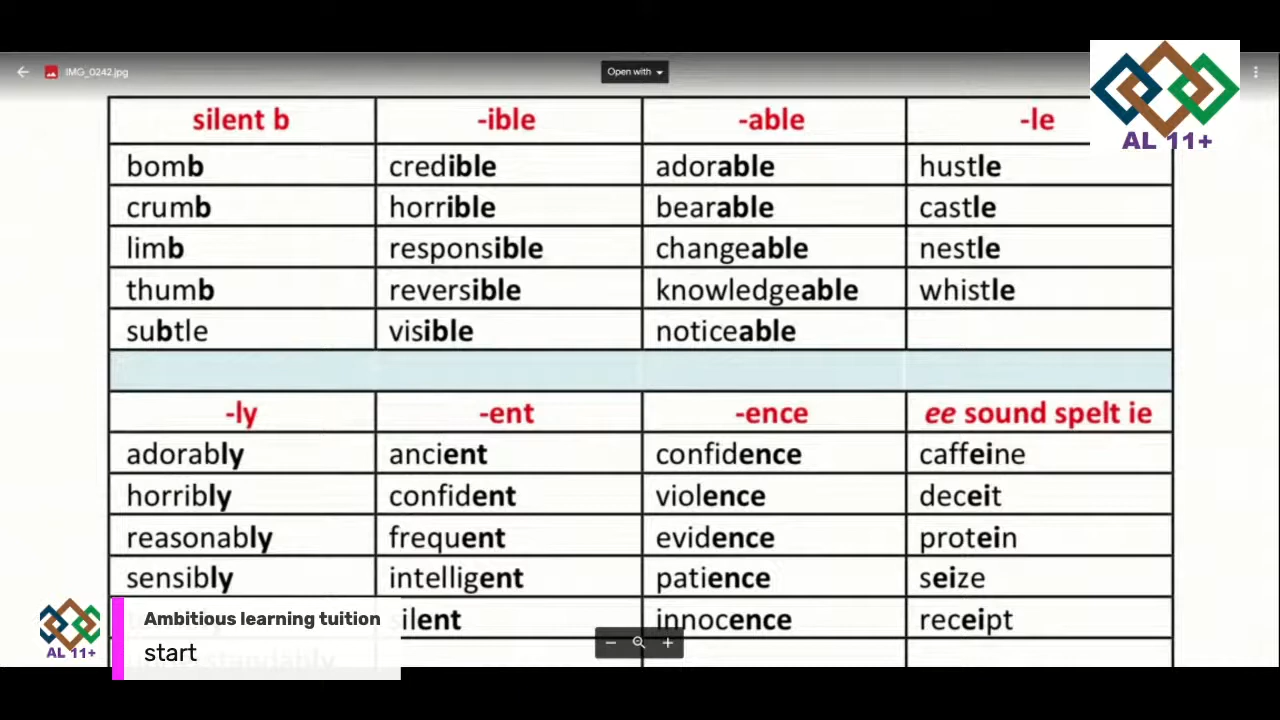 IMG_0242.jpg
Open with
AL 11+
silent b -ible -able -le
bomb credible adorable hustle
crumb horrible bearable castle
limb responsible changeable nestle
thumb reversible knowledgeable whistle
subtle visible noticeable
-ly -ent -ence ee sound spelt ie
adorably ancient confidence caffeine
horribly confident violence deceit
reasonably frequent evidence protein
sensibly intelligent patience seize
silent innocence receipt
Ambitious learning tuition
start
AL 11+